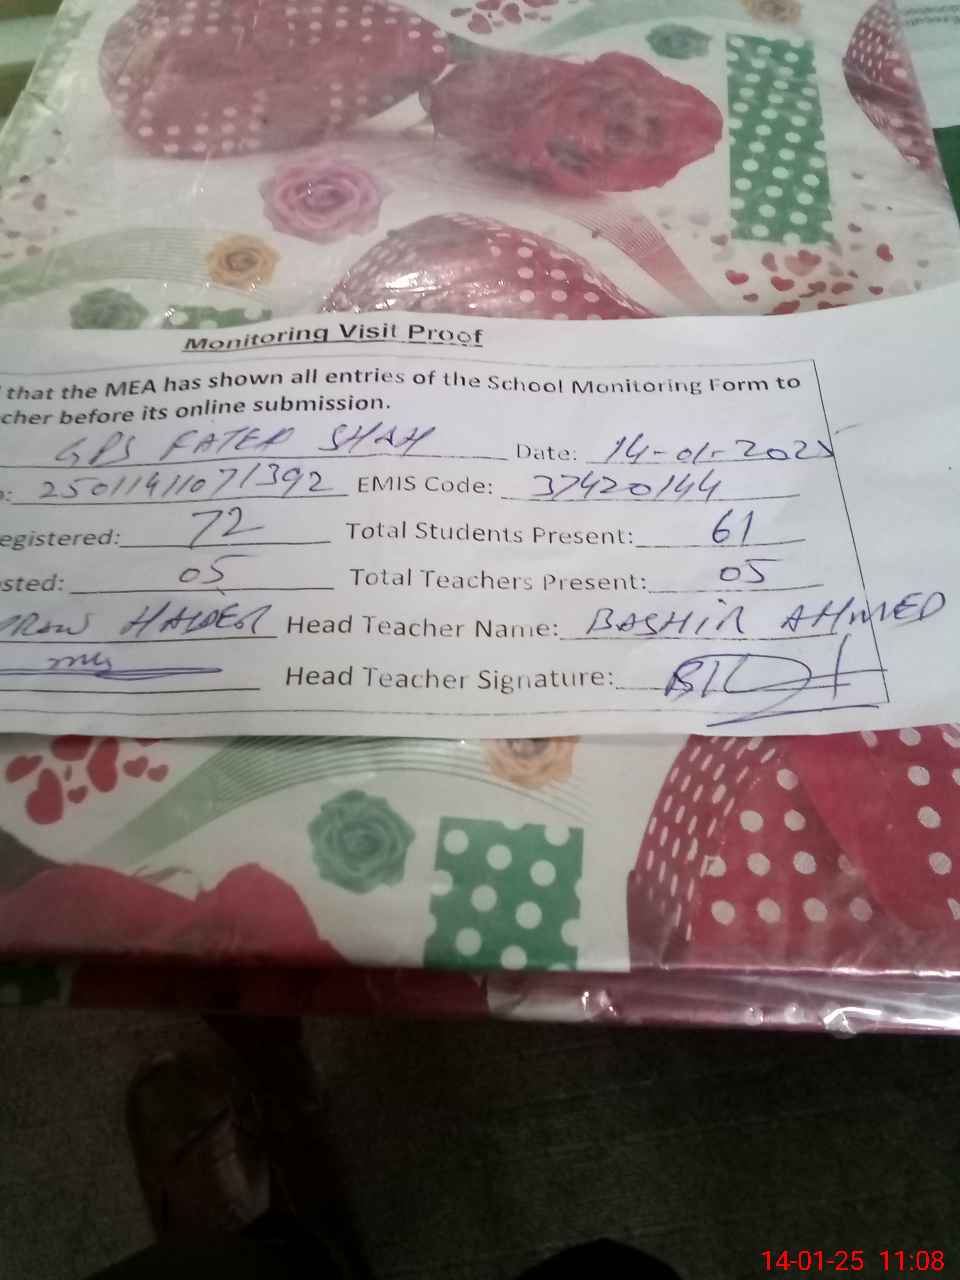 Monitoring Visit Proof
that the MEA has shown all entries of the School Monitoring Form to
cher before its online submission.
GPS FATEH SHAH Date: 14-01-2025
o: 25011411071392 EMIS Code: 37420144
egistered: 72 Total Students Present: 61
sted: 05 Total Teachers Present: 05
HAIDER Head Teacher Name: BASHIR AHMED
Head Teacher Signature:
14-01-25 11:08